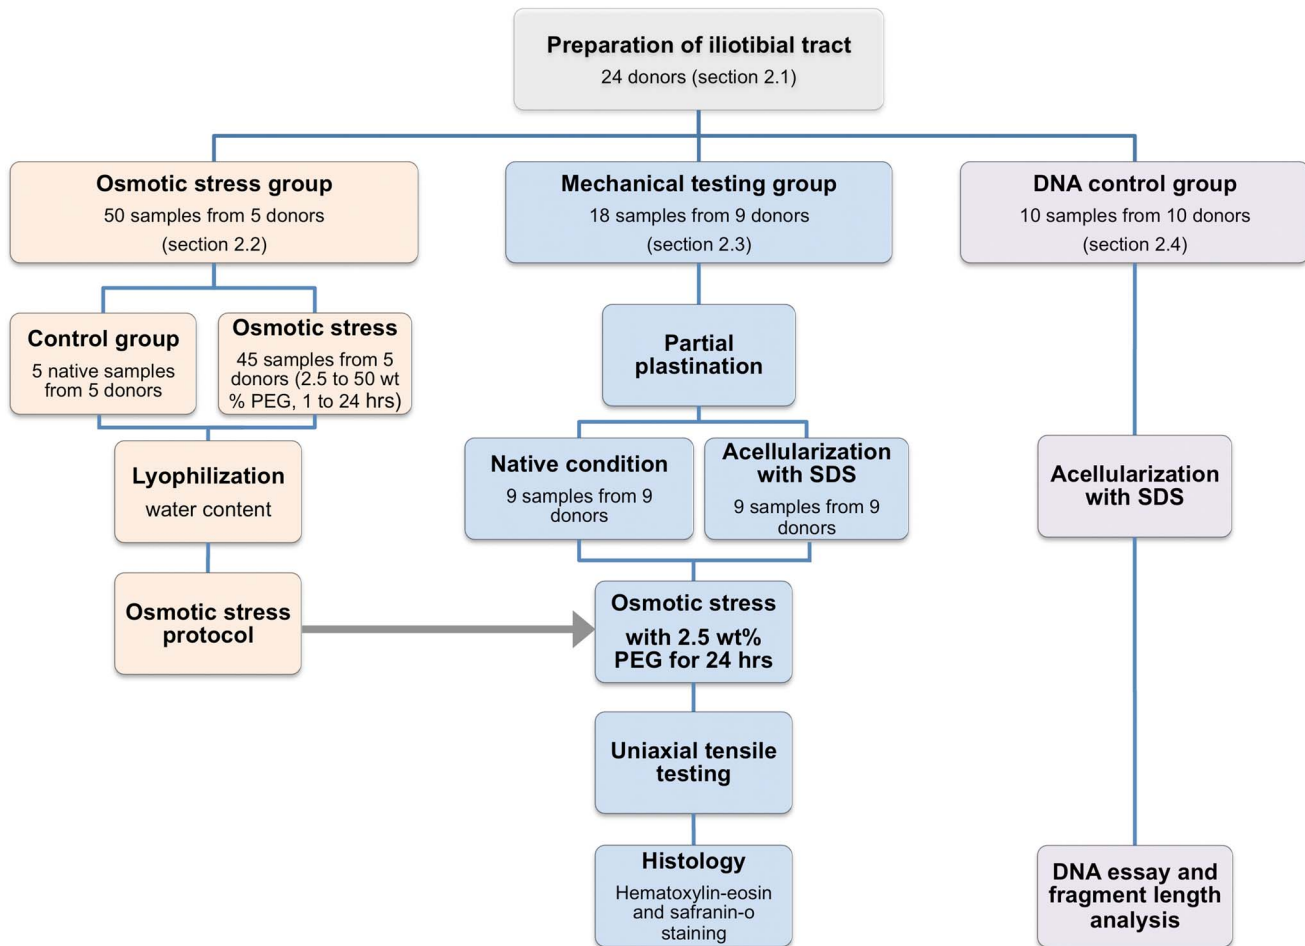 Preparation of iliotibial tract
24 donors (section 2.1)
Osmotic stress group
50 samples from 5 donors
(section 2.2)
Mechanical testing group
18 samples from 9 donors
(section 2.3)
DNA control group
10 samples from 10 donors
(section 2.4)
Control group
5 native samples
from 5 donors
Osmotic stress
45 samples from 5
donors (2.5 to 50 wt
% PEG, 1 to 24 hrs)
Partial
plastination
Lyophilization
water content
Native condition
9 samples from 9
donors
Acellularization
with SDS
9 samples from 9
donors
Acellularization
with SDS
Osmotic stress
protocol
Osmotic stress
with 2.5 wt%
PEG for 24 hrs
Uniaxial tensile
testing
Histology
Hematoxylin-eosin
and safranin-o
staining
DNA essay and
fragment length
analysis